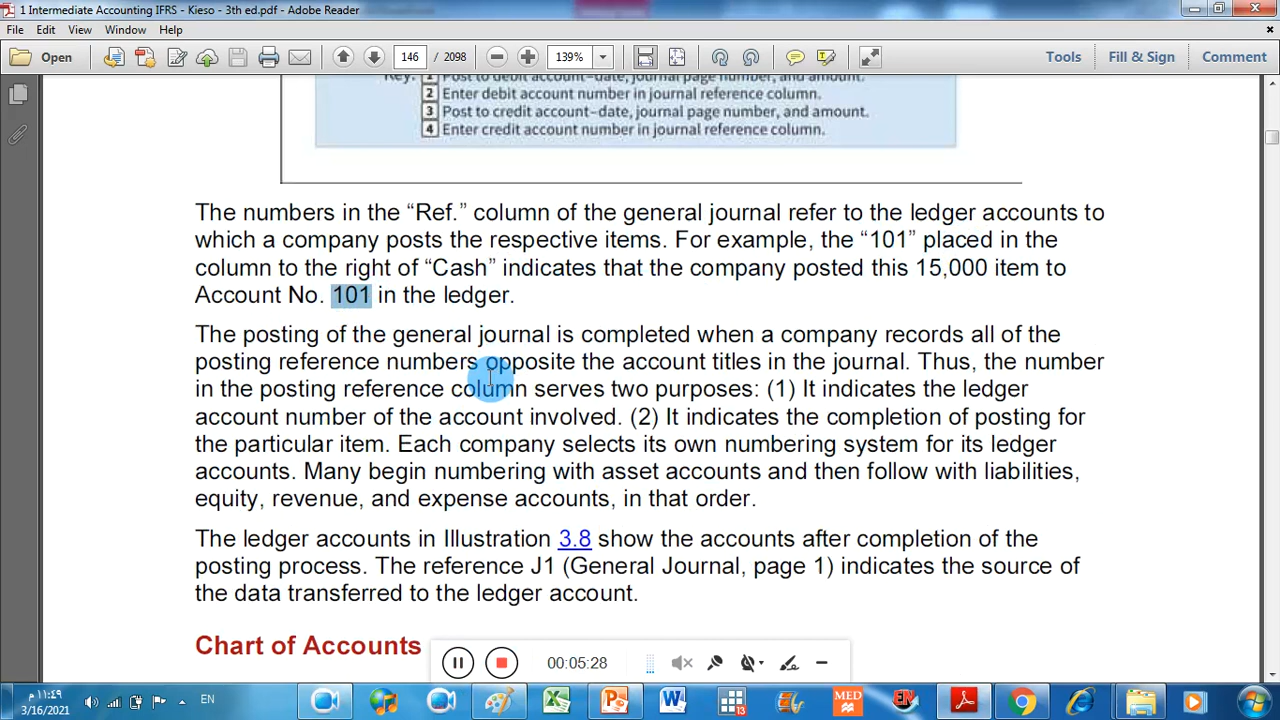 1 Intermediate Accounting IFRS - Kieso - 3th ed.pdf - Adobe Reader
File Edit View Window Help
Open 146 / 2098 139% Tools Fill & Sign Comment
Key: 1 Post to debit account–date, journal page number, and amount.
2 Enter debit account number in journal reference column.
3 Post to credit account–date, journal page number, and amount.
4 Enter credit account number in journal reference column.
The numbers in the “Ref.” column of the general journal refer to the ledger accounts to
which a company posts the respective items. For example, the “101” placed in the
column to the right of “Cash” indicates that the company posted this 15,000 item to
Account No. 101 in the ledger.
The posting of the general journal is completed when a company records all of the
posting reference numbers opposite the account titles in the journal. Thus, the number
in the posting reference column serves two purposes: (1) It indicates the ledger
account number of the account involved. (2) It indicates the completion of posting for
the particular item. Each company selects its own numbering system for its ledger
accounts. Many begin numbering with asset accounts and then follow with liabilities,
equity, revenue, and expense accounts, in that order.
The ledger accounts in Illustration 3.8 show the accounts after completion of the
posting process. The reference J1 (General Journal, page 1) indicates the source of
the data transferred to the ledger account.
Chart of Accounts
00:05:28
١١:٤٩ م
3/16/2021
EN
MED
13